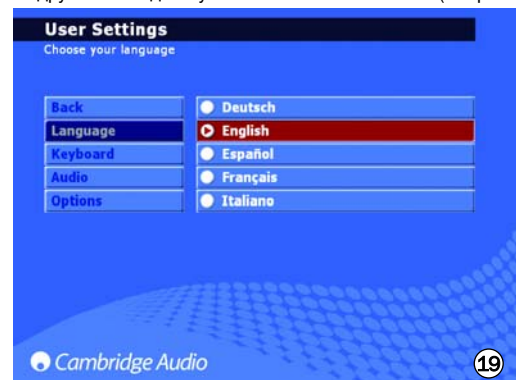 User Settings
Choose your language
Back
Language
Keyboard
Audio
Options
Deutsch
English
Español
Français
Italiano
Cambridge Audio
19